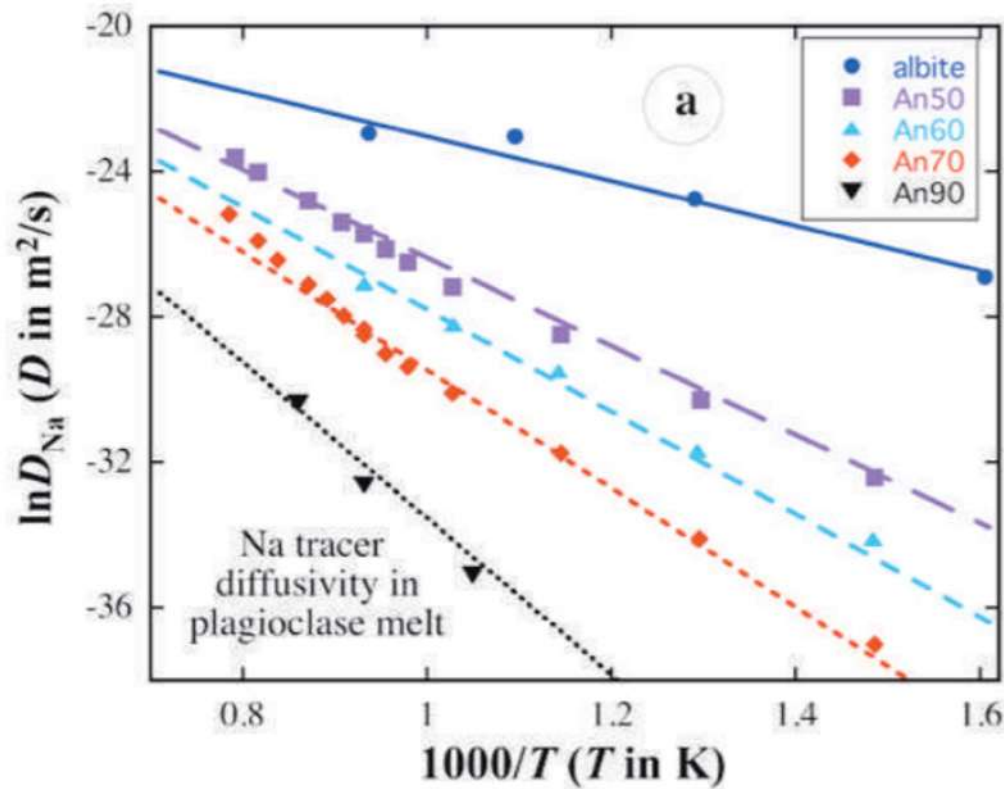 -20
-24
-28
-32
-36
lnD_Na (D in m²/s)
a
albite
An50
An60
An70
An90
Na tracer
diffusivity in
plagioclase melt
0.8 1 1.2 1.4 1.6
1000/T (T in K)